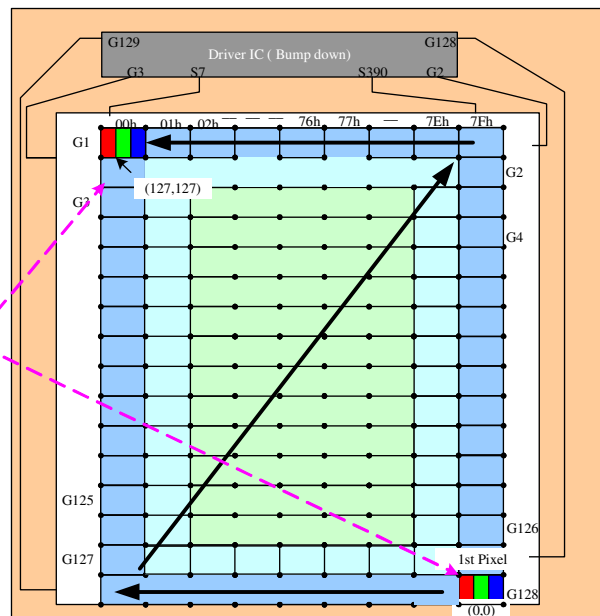 G129
G128
Driver IC ( Bump down)
G3
S7
S390
G2
00h
01h
02h
— — — —
76h
77h
—
7Eh
7Fh
G1
G2
(127,127)
G3
G4
G125
G126
G127
1st Pixel
G128
(0,0)